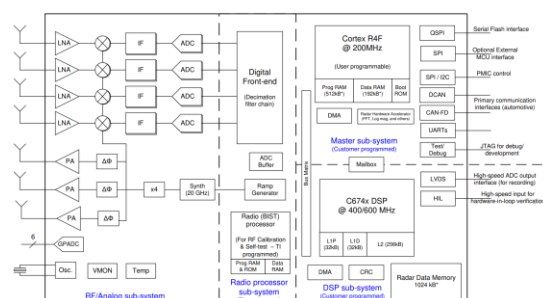 LNA
IF
ADC
LNA
IF
ADC
LNA
IF
ADC
LNA
IF
ADC
Digital
Front-end
(Decimation
filter chain)
PA
ΔΦ
PA
ΔΦ
PA
ΔΦ
x4
Synth
(20 GHz)
ADC
Buffer
Ramp
Generator
6
GPADC
Osc.
VMON
Temp
RF/Analog sub-system
Radio (BIST)
processor
(For RF Calibration
& Self-test – TI
programmed)
Prog RAM
& ROM
Data
RAM
Radio processor
sub-system
Bus Matrix
Cortex R4F
@ 200MHz
(User programmable)
Prog RAM
(512kB*)
Data RAM
(192kB*)
Boot
ROM
DMA
Radar Hardware Accelerator
(FFT, Log mag, and others)
Master sub-system
(Customer programmed)
Mailbox
C674x DSP
@ 400/600 MHz
L1P
(32kB)
L1D
(32kB)
L2 (256kB)
DMA
CRC
Radar Data Memory
1024 kB*
DSP sub-system
(Customer programmed)
QSPI
Serial Flash interface
SPI
Optional External
MCU interface
SPI / I2C
PMIC control
DCAN
CAN-FD
Primary communication
interfaces (automotive)
UARTs
Test/
Debug
JTAG for debug/
development
LVDS
High-speed ADC output
interface (for recording)
HIL
High-speed input for
hardware-in-loop verification